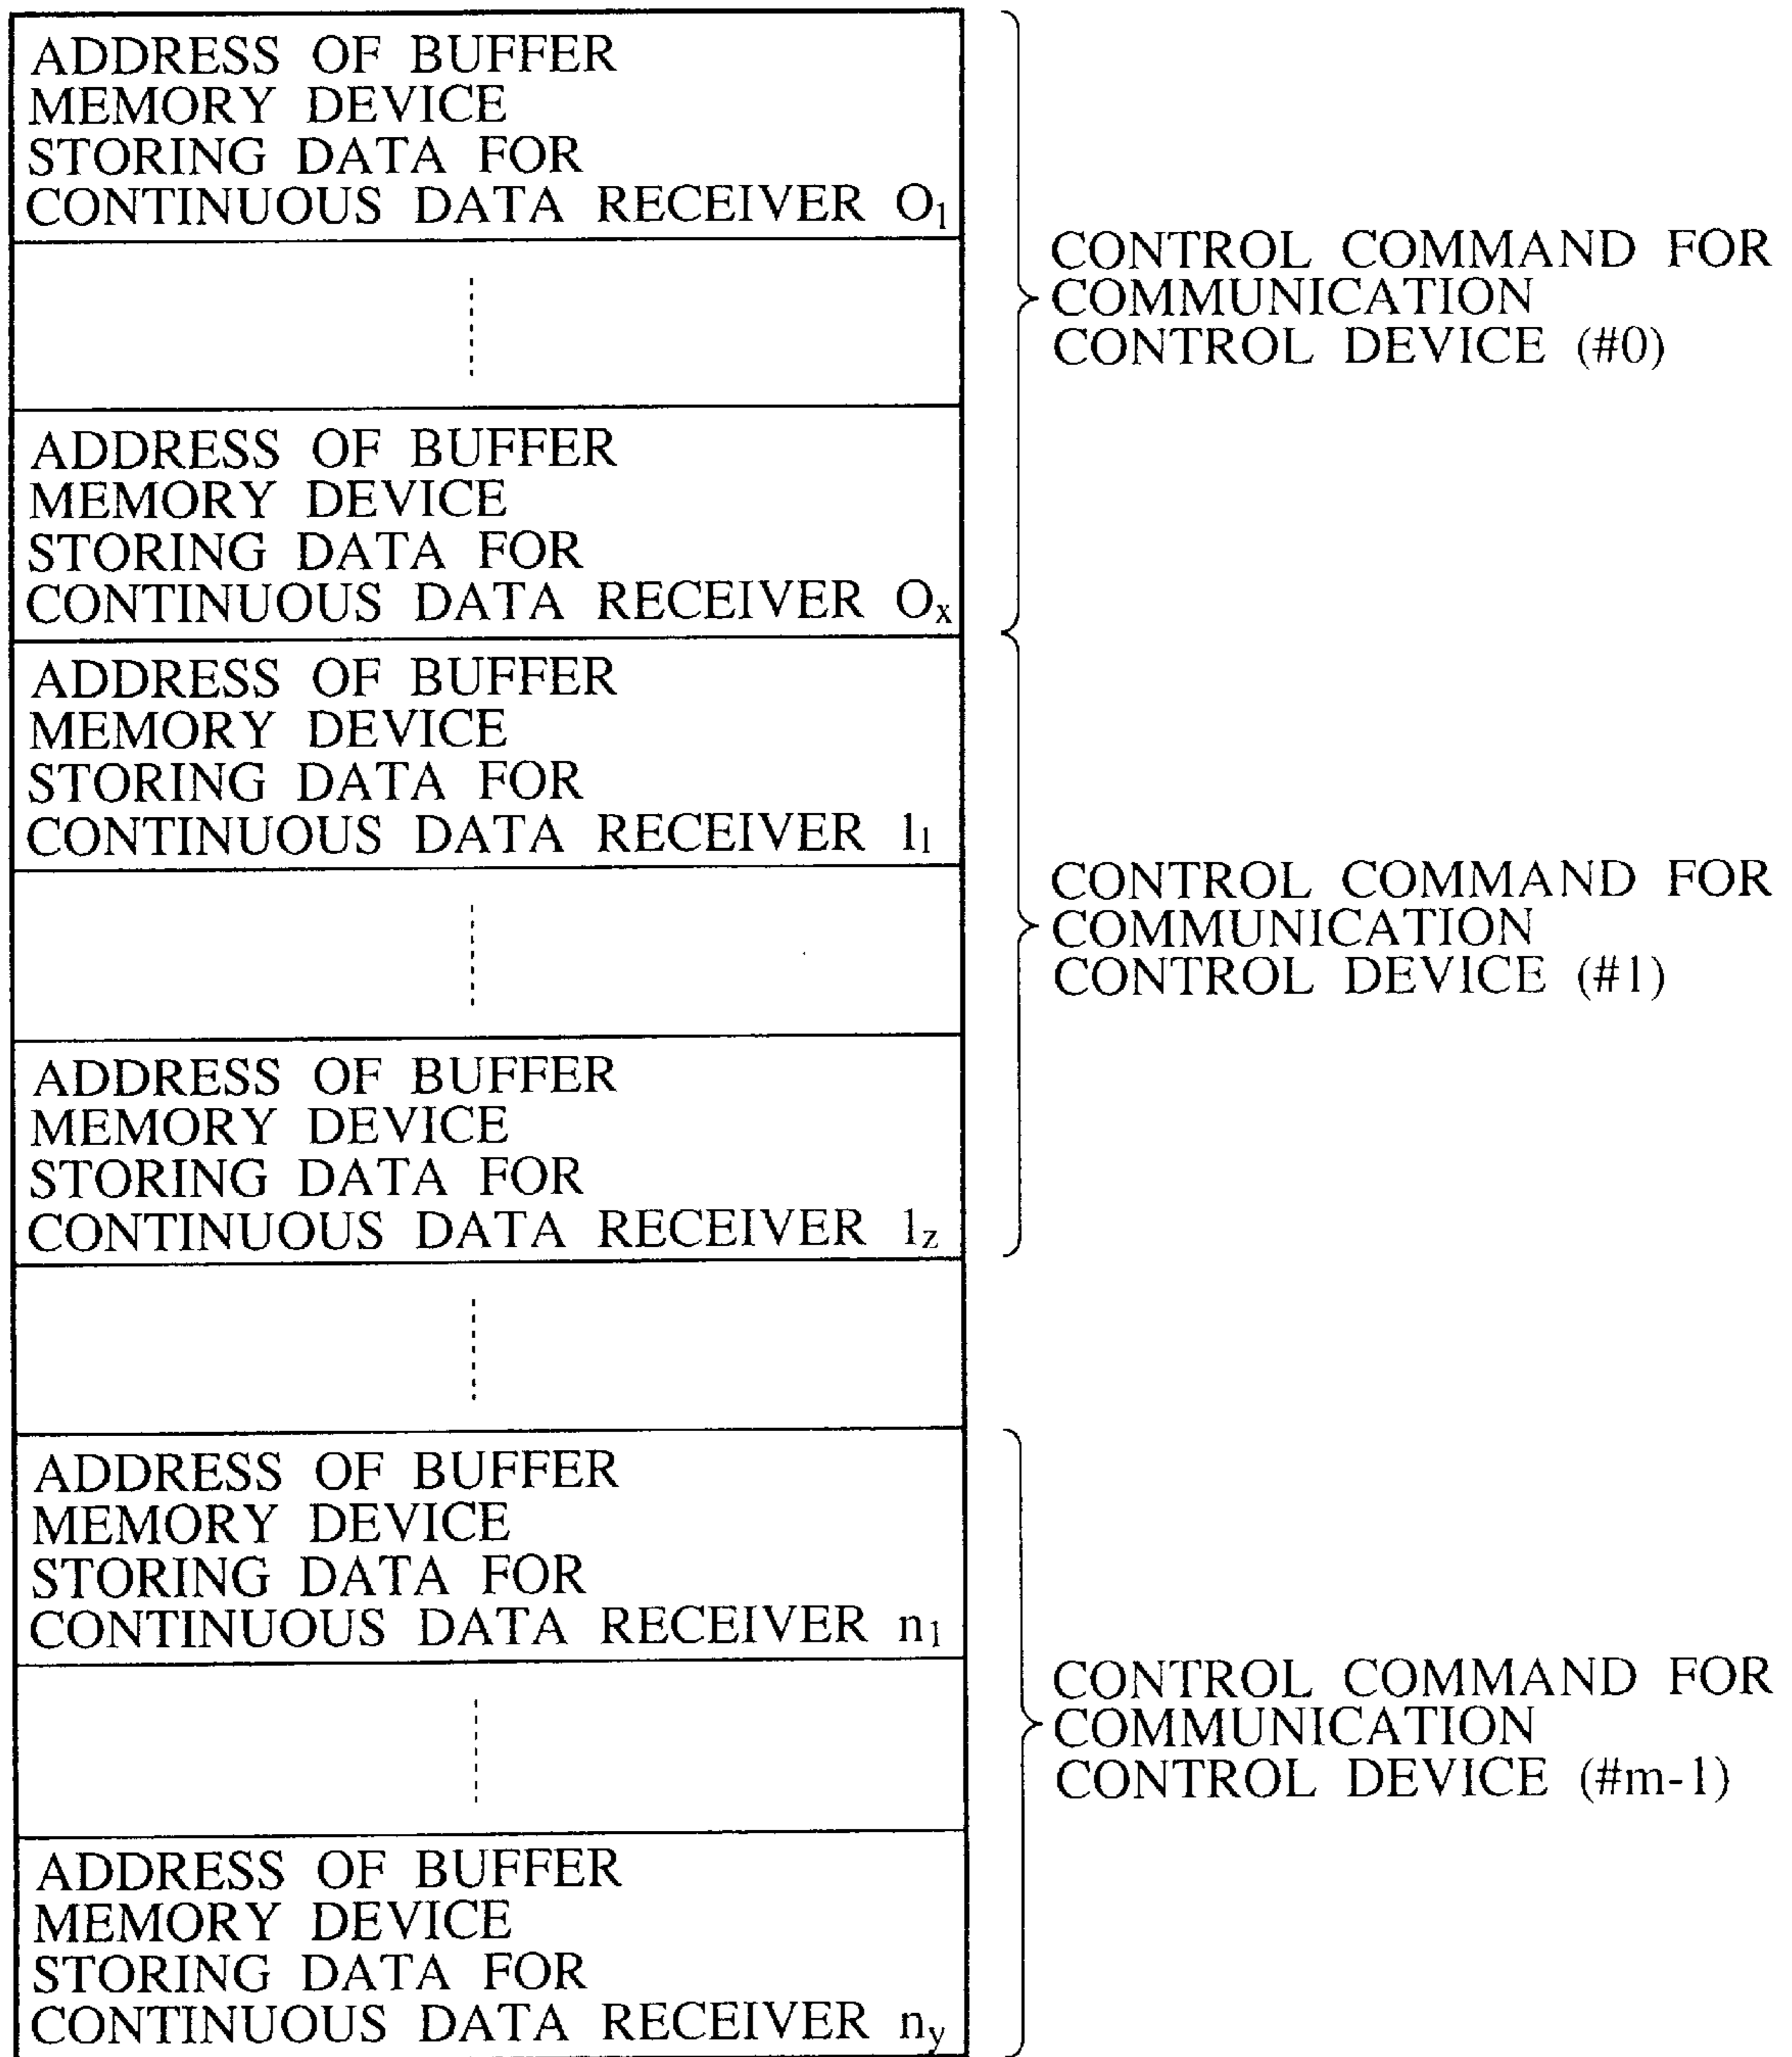 ADDRESS OF BUFFER
MEMORY DEVICE
STORING DATA FOR
CONTINUOUS DATA RECEIVER O₁
CONTROL COMMAND FOR
COMMUNICATION
CONTROL DEVICE (#0)
ADDRESS OF BUFFER
MEMORY DEVICE
STORING DATA FOR
CONTINUOUS DATA RECEIVER Oₓ
ADDRESS OF BUFFER
MEMORY DEVICE
STORING DATA FOR
CONTINUOUS DATA RECEIVER 1₁
CONTROL COMMAND FOR
COMMUNICATION
CONTROL DEVICE (#1)
ADDRESS OF BUFFER
MEMORY DEVICE
STORING DATA FOR
CONTINUOUS DATA RECEIVER 1z
ADDRESS OF BUFFER
MEMORY DEVICE
STORING DATA FOR
CONTINUOUS DATA RECEIVER n₁
CONTROL COMMAND FOR
COMMUNICATION
CONTROL DEVICE (#m-1)
ADDRESS OF BUFFER
MEMORY DEVICE
STORING DATA FOR
CONTINUOUS DATA RECEIVER ny